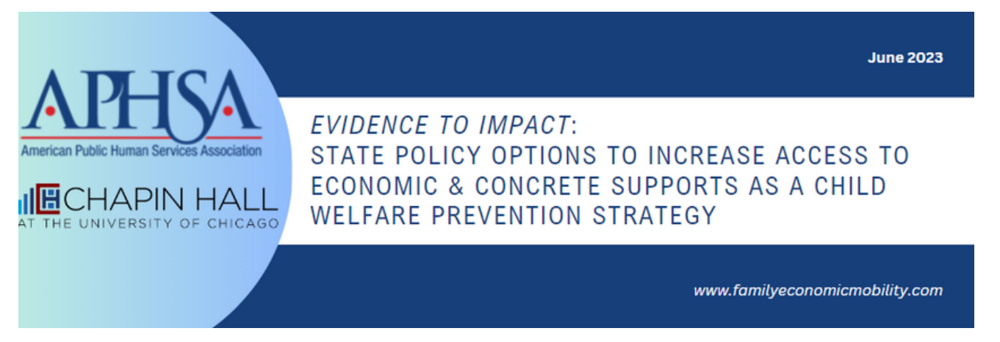 APHSA
American Public Human Services Association
CHAPIN HALL
AT THE UNIVERSITY OF CHICAGO
June 2023
EVIDENCE TO IMPACT:
STATE POLICY OPTIONS TO INCREASE ACCESS TO
ECONOMIC & CONCRETE SUPPORTS AS A CHILD
WELFARE PREVENTION STRATEGY
www.familyeconomicmobility.com